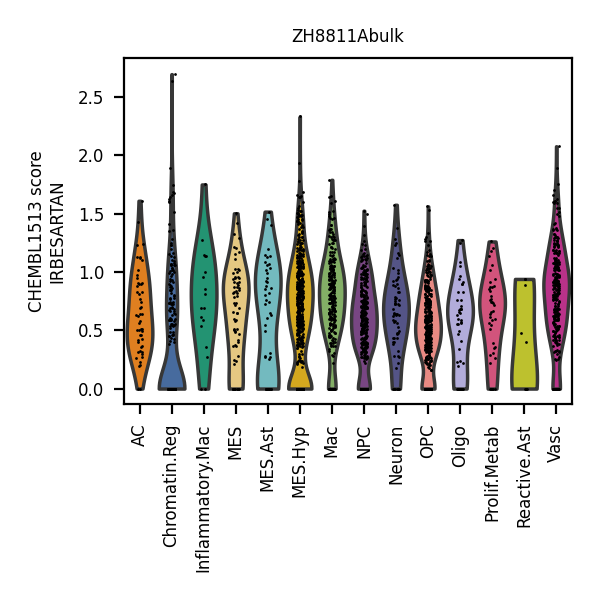 ZH8811Abulk
CHEMBL1513 score
IRBESARTAN
2.5
2.0
1.5
1.0
0.5
0.0
AC
Chromatin.Reg
Inflammatory.Mac
MES
MES.Ast
MES.Hyp
Mac
NPC
Neuron
OPC
Oligo
Prolif.Metab
Reactive.Ast
Vasc